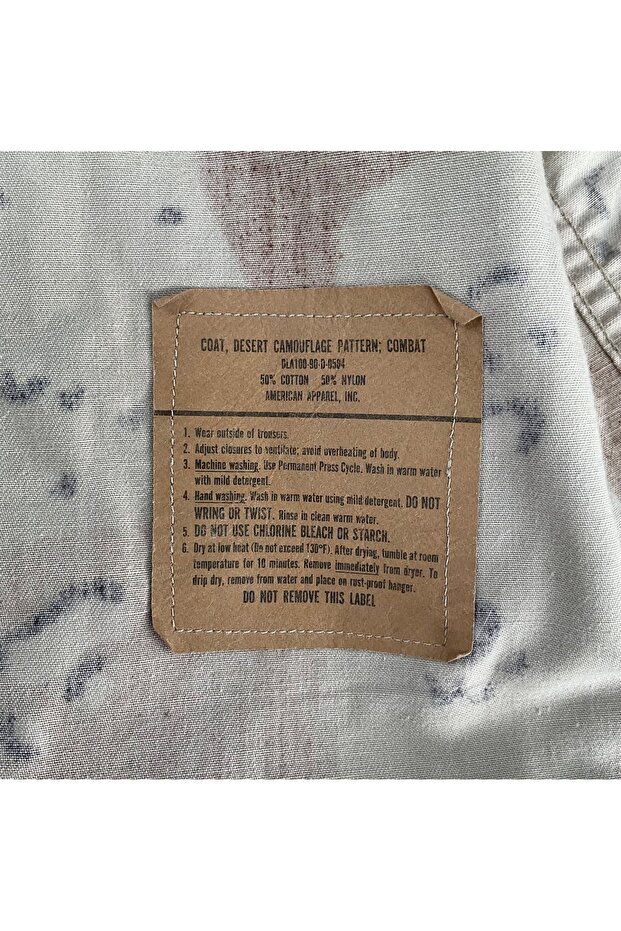 COAT, DESERT CAMOUFLAGE PATTERN; COMBAT
DLA100-90-D-0584
50% COTTON 50% NYLON
AMERICAN APPAREL, INC.
1. Wear outside of trousers.
2. Adjust closures to ventilate; avoid overheating of body.
3. Machine washing. Use Permanent Press Cycle. Wash in warm water
with mild detergent.
4. Hand washing. Wash in warm water using mild detergent. DO NOT
WRING OR TWIST. Rinse in clean warm water.
5. DO NOT USE CHLORINE BLEACH OR STARCH.
6. Dry at low heat (Do not exceed 130°F). After drying, tumble at room
temperature for 10 minutes. Remove immediately from dryer. To
drip dry, remove from water and place on rust-proof hanger.
DO NOT REMOVE THIS LABEL